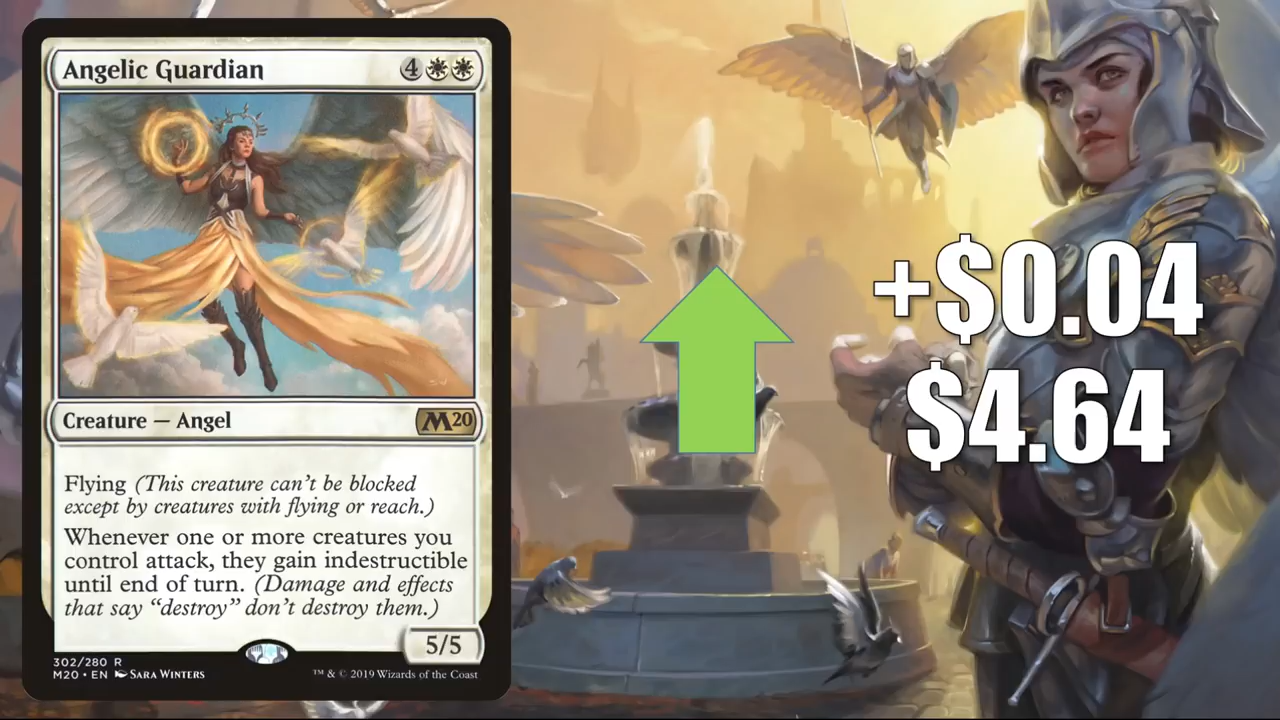 Angelic Guardian 4
Creature — Angel M20
Flying (This creature can't be blocked
except by creatures with flying or reach.)
Whenever one or more creatures you
control attack, they gain indestructible
until end of turn. (Damage and effects
that say "destroy" don't destroy them.)
5/5
302/280 R
M20 • EN Sara Winters
™ & © 2019 Wizards of the Coast
+$0.04
$4.64